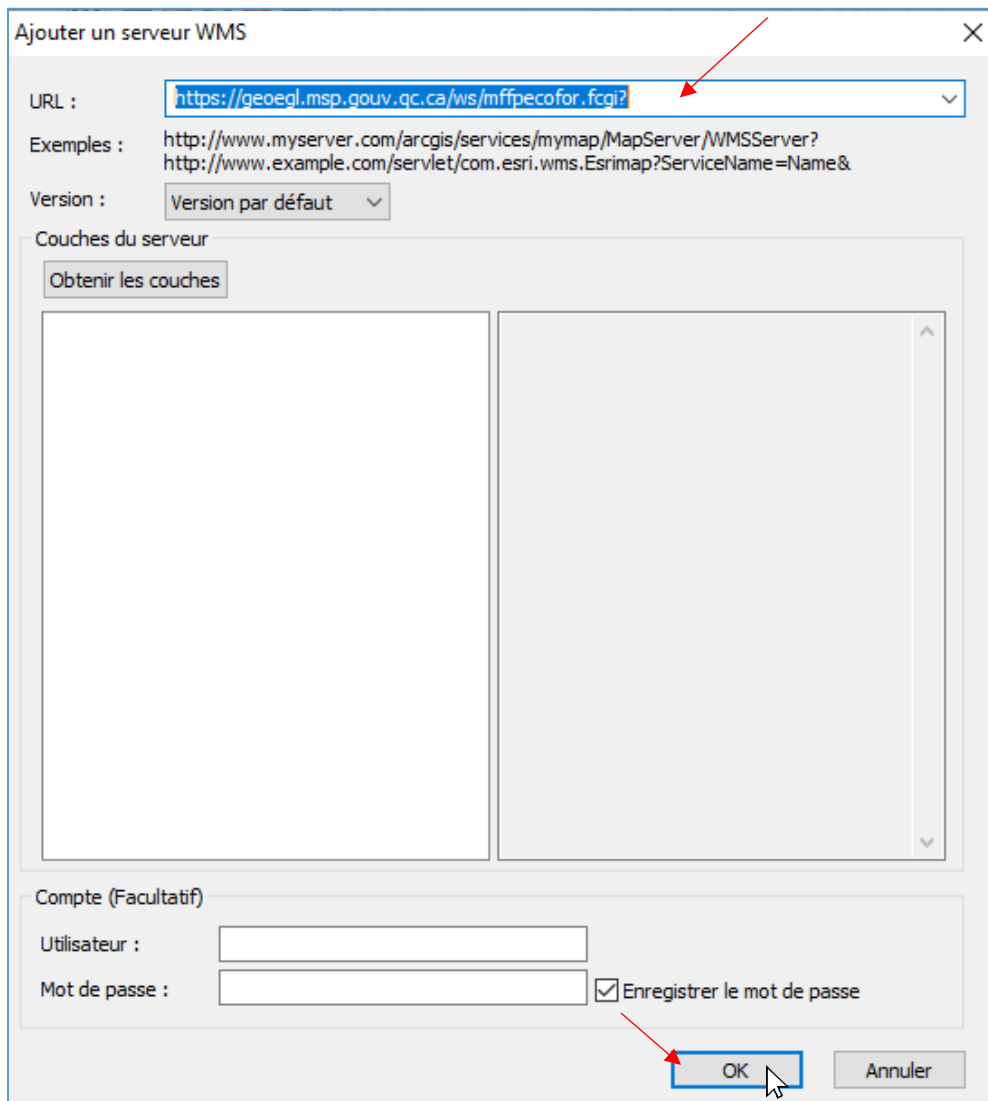 Ajouter un serveur WMS
URL :
https://geoegl.msp.gouv.qc.ca/ws/mffpecofor.fcgi?
Exemples :
http://www.myserver.com/arcgis/services/mymap/MapServer/WMSServer?
http://www.example.com/servlet/com.esri.wms.Esrimap?ServiceName=Name&
Version :
Version par défaut
Couches du serveur
Obtenir les couches
Compte (Facultatif)
Utilisateur :
Mot de passe :
Enregistrer le mot de passe
OK
Annuler